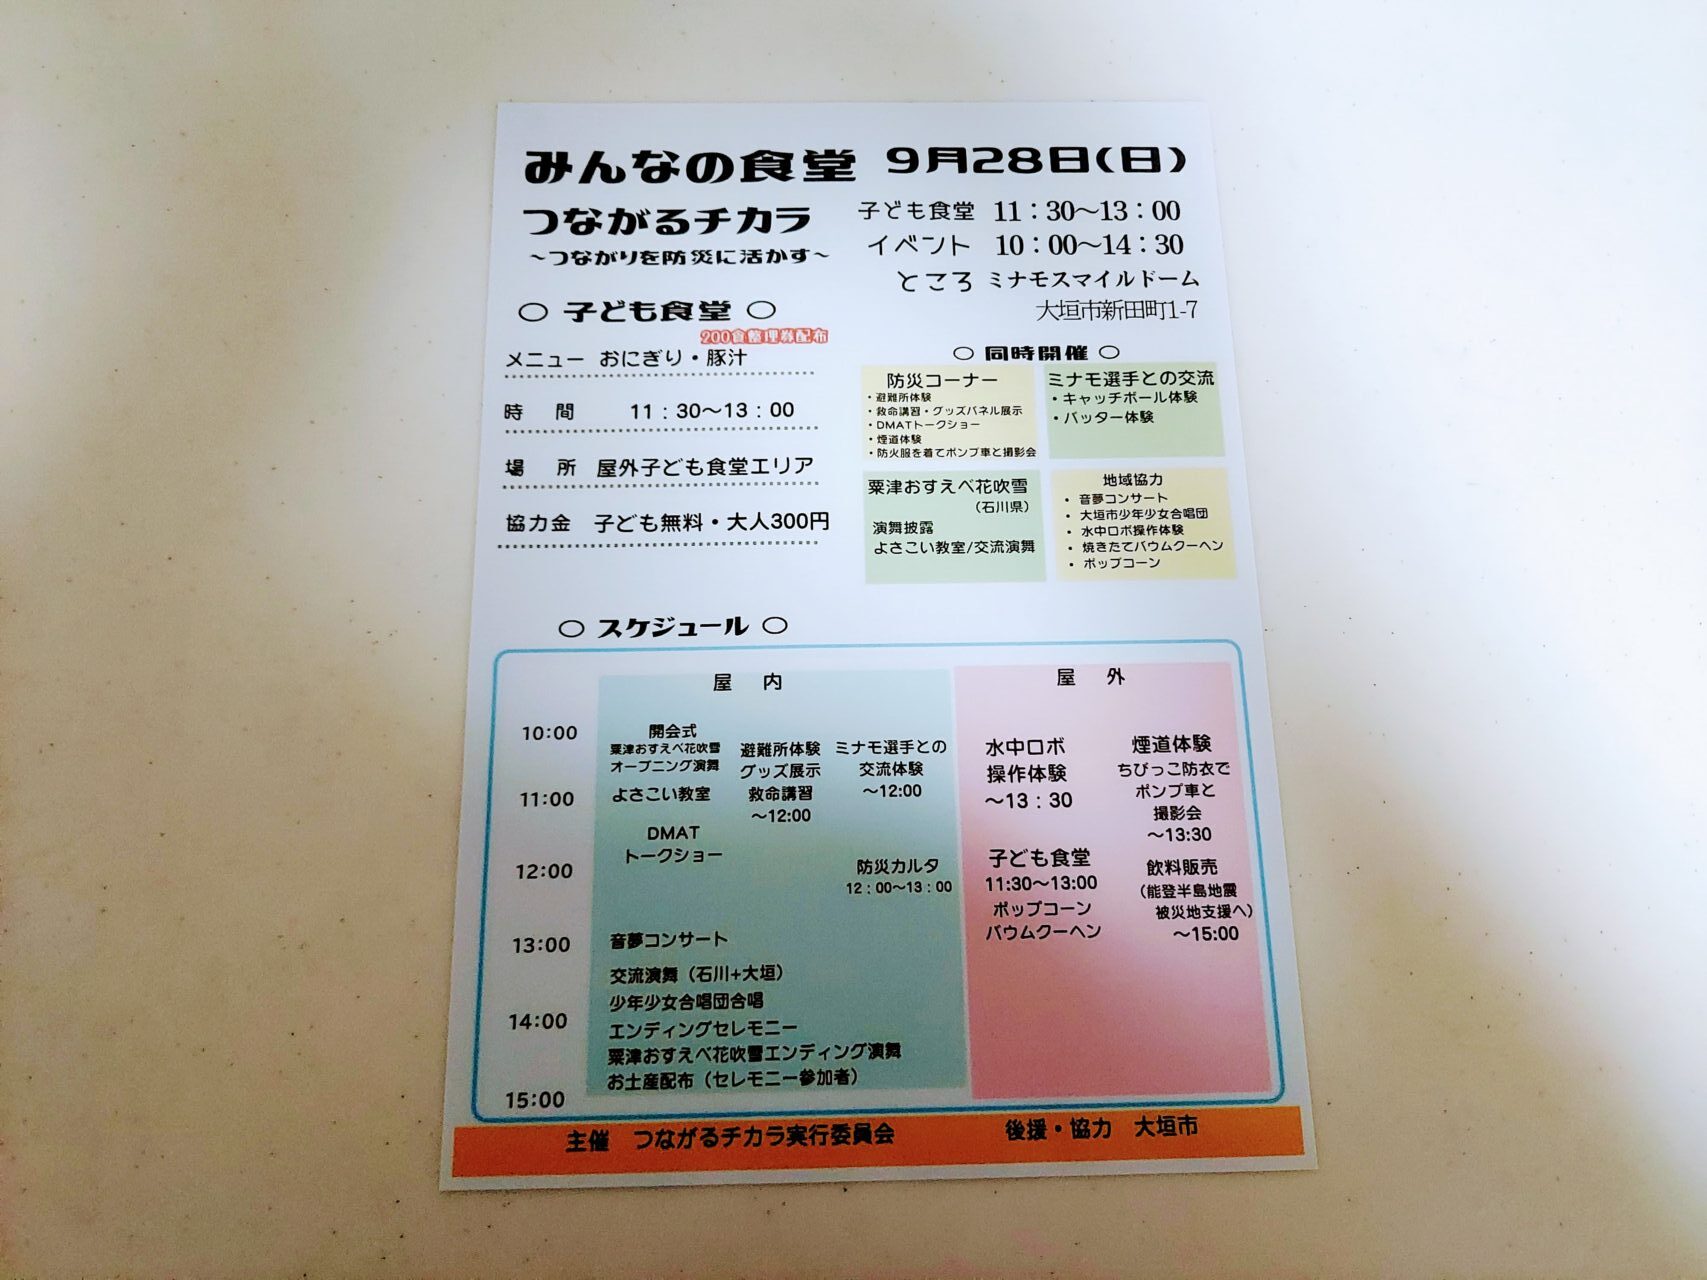 みんなの食堂 9月28日(日)
つながるチカラ
~つながりを防災に活かす~
子ども食堂 11：30〜13：00
イベント 10：00〜14：30
ところ ミナモスマイルドーム
大垣市新田町1-7
○ 子ども食堂 ○
200食整理券配布
メニュー おにぎり・豚汁
時 間 11：30〜13：00
場 所 屋外子ども食堂エリア
協力金 子ども無料・大人300円
○ 同時開催 ○
防災コーナー
・避難所体験
・救命講習・グッズパネル展示
・DMATトークショー
・煙道体験
・防火服を着てポンプ車と撮影会
ミナモ選手との交流
・キャッチボール体験
・バッター体験
粟津おすえべ花吹雪
（石川県）
演舞披露
よさこい教室/交流演舞
地域協力
・ 音夢コンサート
・ 大垣市少年少女合唱団
・ 水中ロボ操作体験
・ 焼きたてバウムクーヘン
・ ポップコーン
○ スケジュール ○
屋 内
10:00
11:00
12:00
13:00
14:00
15:00
開会式
粟津おすえべ花吹雪
オープニング演舞
よさこい教室
DMAT
トークショー
避難所体験
グッズ展示
救命講習
〜12:00
ミナモ選手との
交流体験
〜12:00
防災カルタ
12：00〜13：00
音夢コンサート
交流演舞（石川+大垣）
少年少女合唱団合唱
エンディングセレモニー
粟津おすえべ花吹雪エンディング演舞
お土産配布（セレモニー参加者）
屋 外
水中ロボ
操作体験
〜13：30
子ども食堂
11:30〜13:00
ポップコーン
バウムクーヘン
煙道体験
ちびっこ防衣で
ポンプ車と
撮影会
〜13:30
飲料販売
（能登半島地震
被災地支援へ）
〜15:00
主催 つながるチカラ実行委員会
後援・協力 大垣市